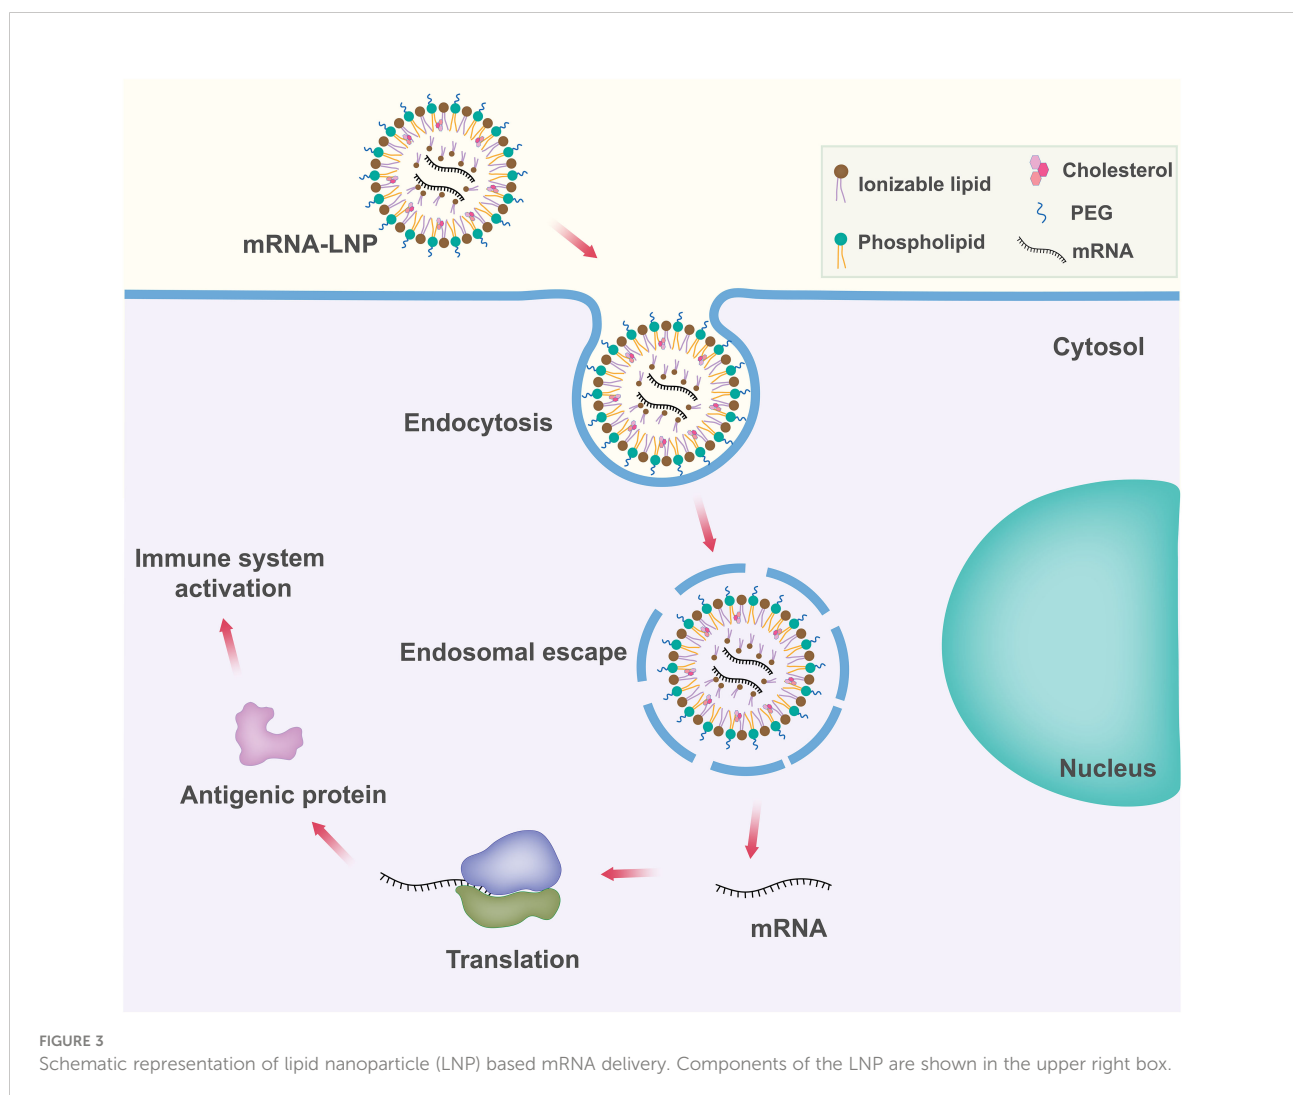 mRNA-LNP
Ionizable lipid
Phospholipid
Cholesterol
PEG
mRNA
Cytosol
Endocytosis
Immune system
activation
Endosomal escape
Nucleus
Antigenic protein
mRNA
Translation
FIGURE 3
Schematic representation of lipid nanoparticle (LNP) based mRNA delivery. Components of the LNP are shown in the upper right box.